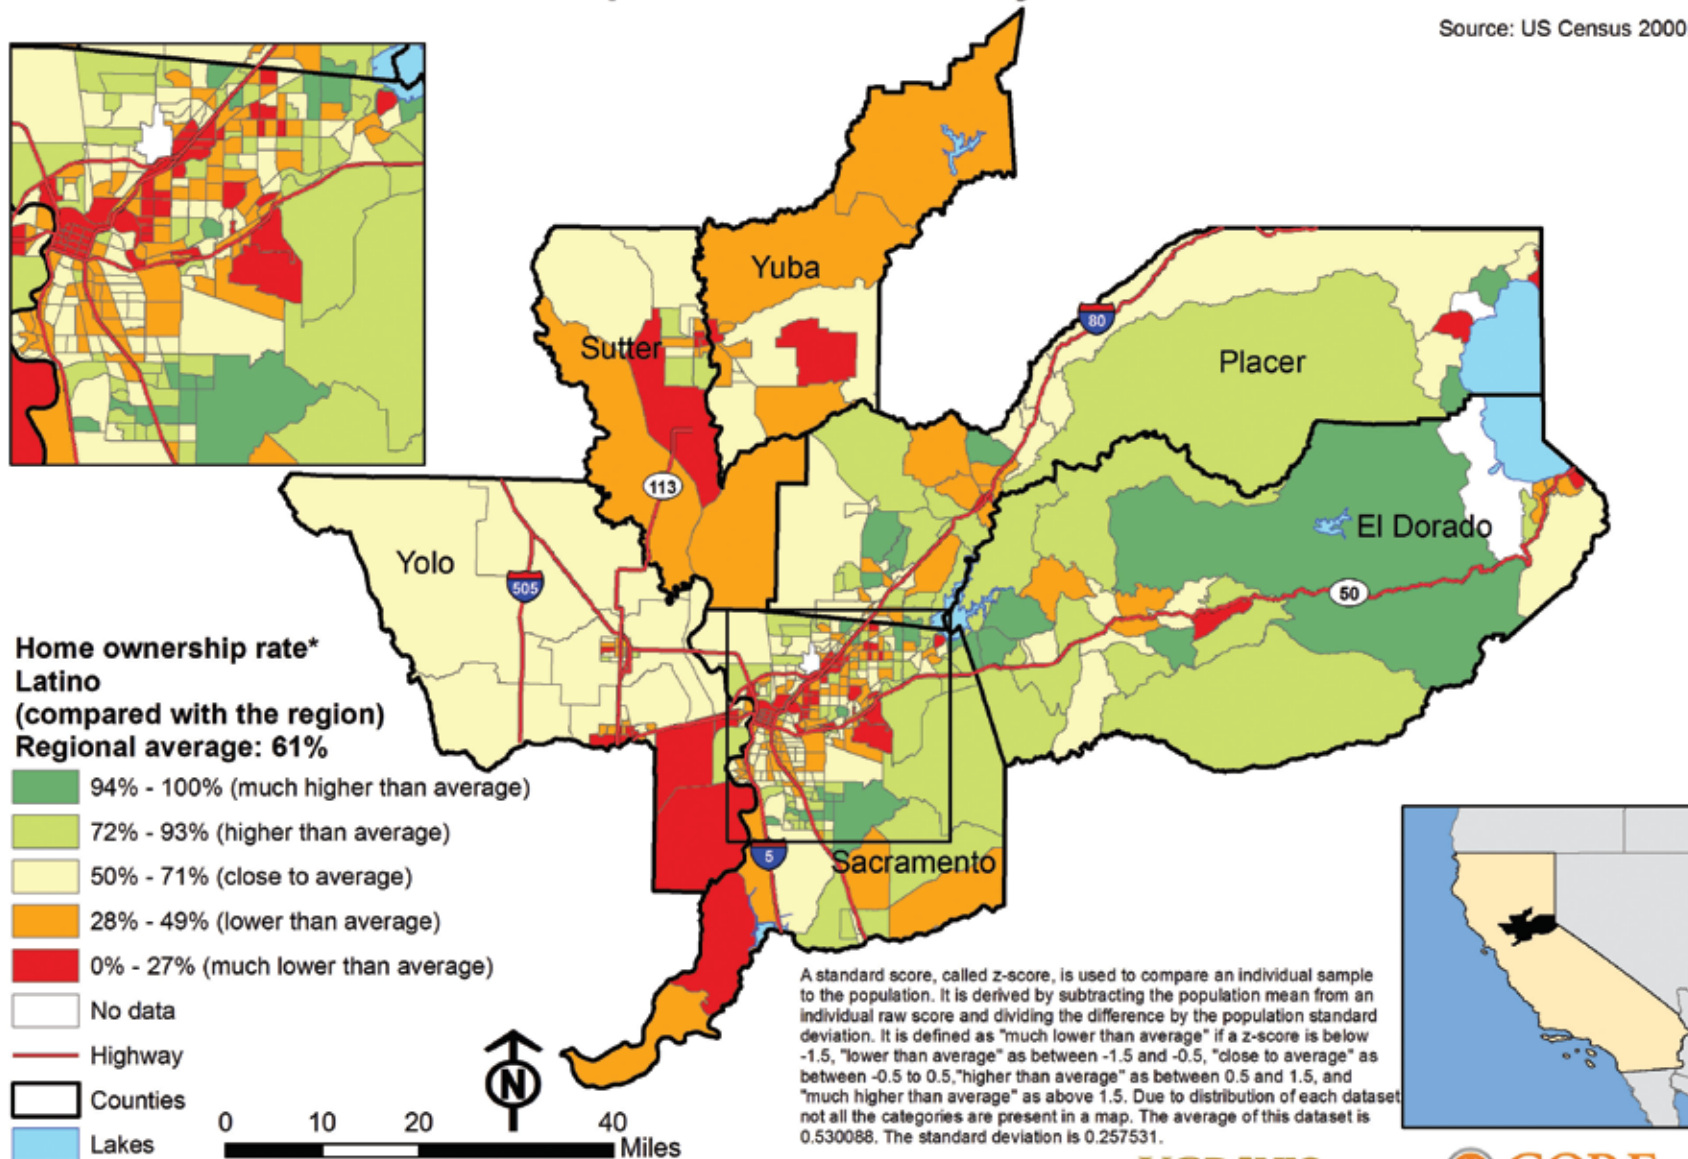 Source: US Census 2000
Yuba
Sutter
80
Placer
113
Yolo
505
El Dorado
50
5
Sacramento
Home ownership rate*
Latino
(compared with the region)
Regional average: 61%
94% - 100% (much higher than average)
72% - 93% (higher than average)
50% - 71% (close to average)
28% - 49% (lower than average)
0% - 27% (much lower than average)
No data
Highway
Counties
Lakes
N
0 10 20 40
Miles
A standard score, called z-score, is used to compare an individual sample
to the population. It is derived by subtracting the population mean from an
individual raw score and dividing the difference by the population standard
deviation. It is defined as "much lower than average" if a z-score is below
-1.5, "lower than average" as between -1.5 and -0.5, "close to average" as
between -0.5 to 0.5,"higher than average" as between 0.5 and 1.5, and
"much higher than average" as above 1.5. Due to distribution of each dataset
not all the categories are present in a map. The average of this dataset is
0.530088. The standard deviation is 0.257531.